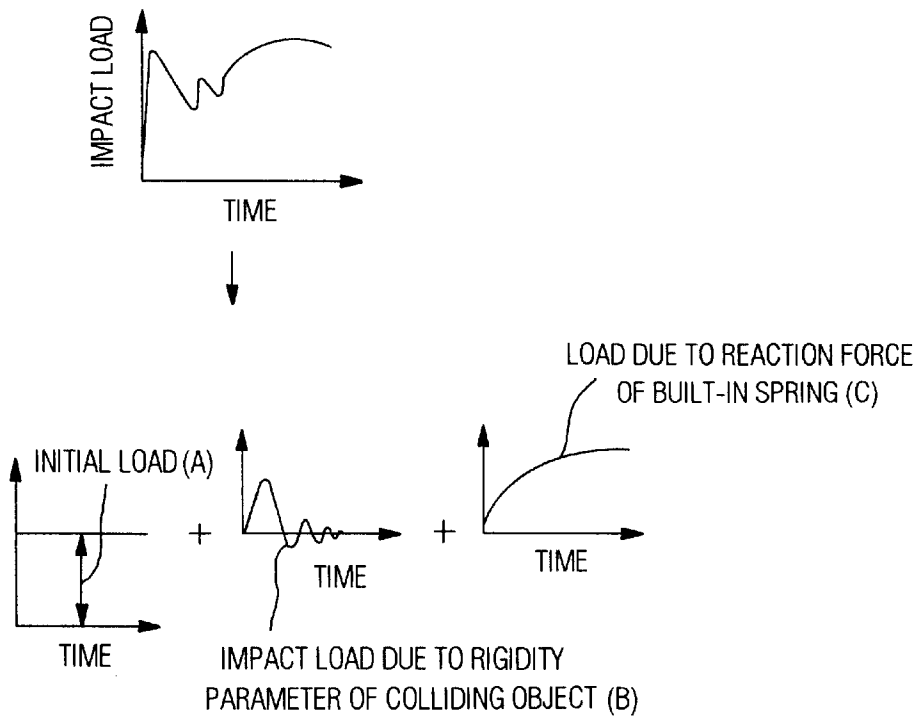 IMPACT LOAD
TIME
LOAD DUE TO REACTION FORCE
OF BUILT-IN SPRING (C)
INITIAL LOAD (A)
+
+
TIME
TIME
TIME
IMPACT LOAD DUE TO RIGIDITY
PARAMETER OF COLLIDING OBJECT (B)